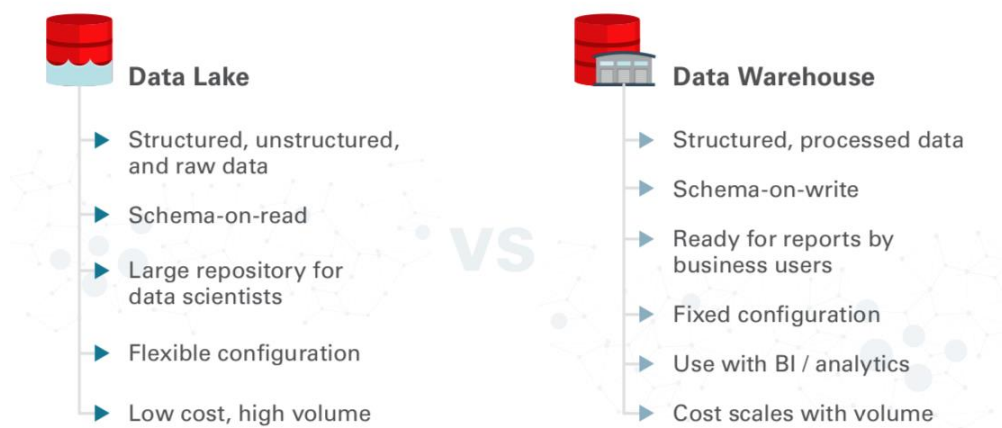 Data Lake
Structured, unstructured,
and raw data
Schema-on-read
Large repository for
data scientists
Flexible configuration
Low cost, high volume
vs
Data Warehouse
Structured, processed data
Schema-on-write
Ready for reports by
business users
Fixed configuration
Use with BI / analytics
Cost scales with volume